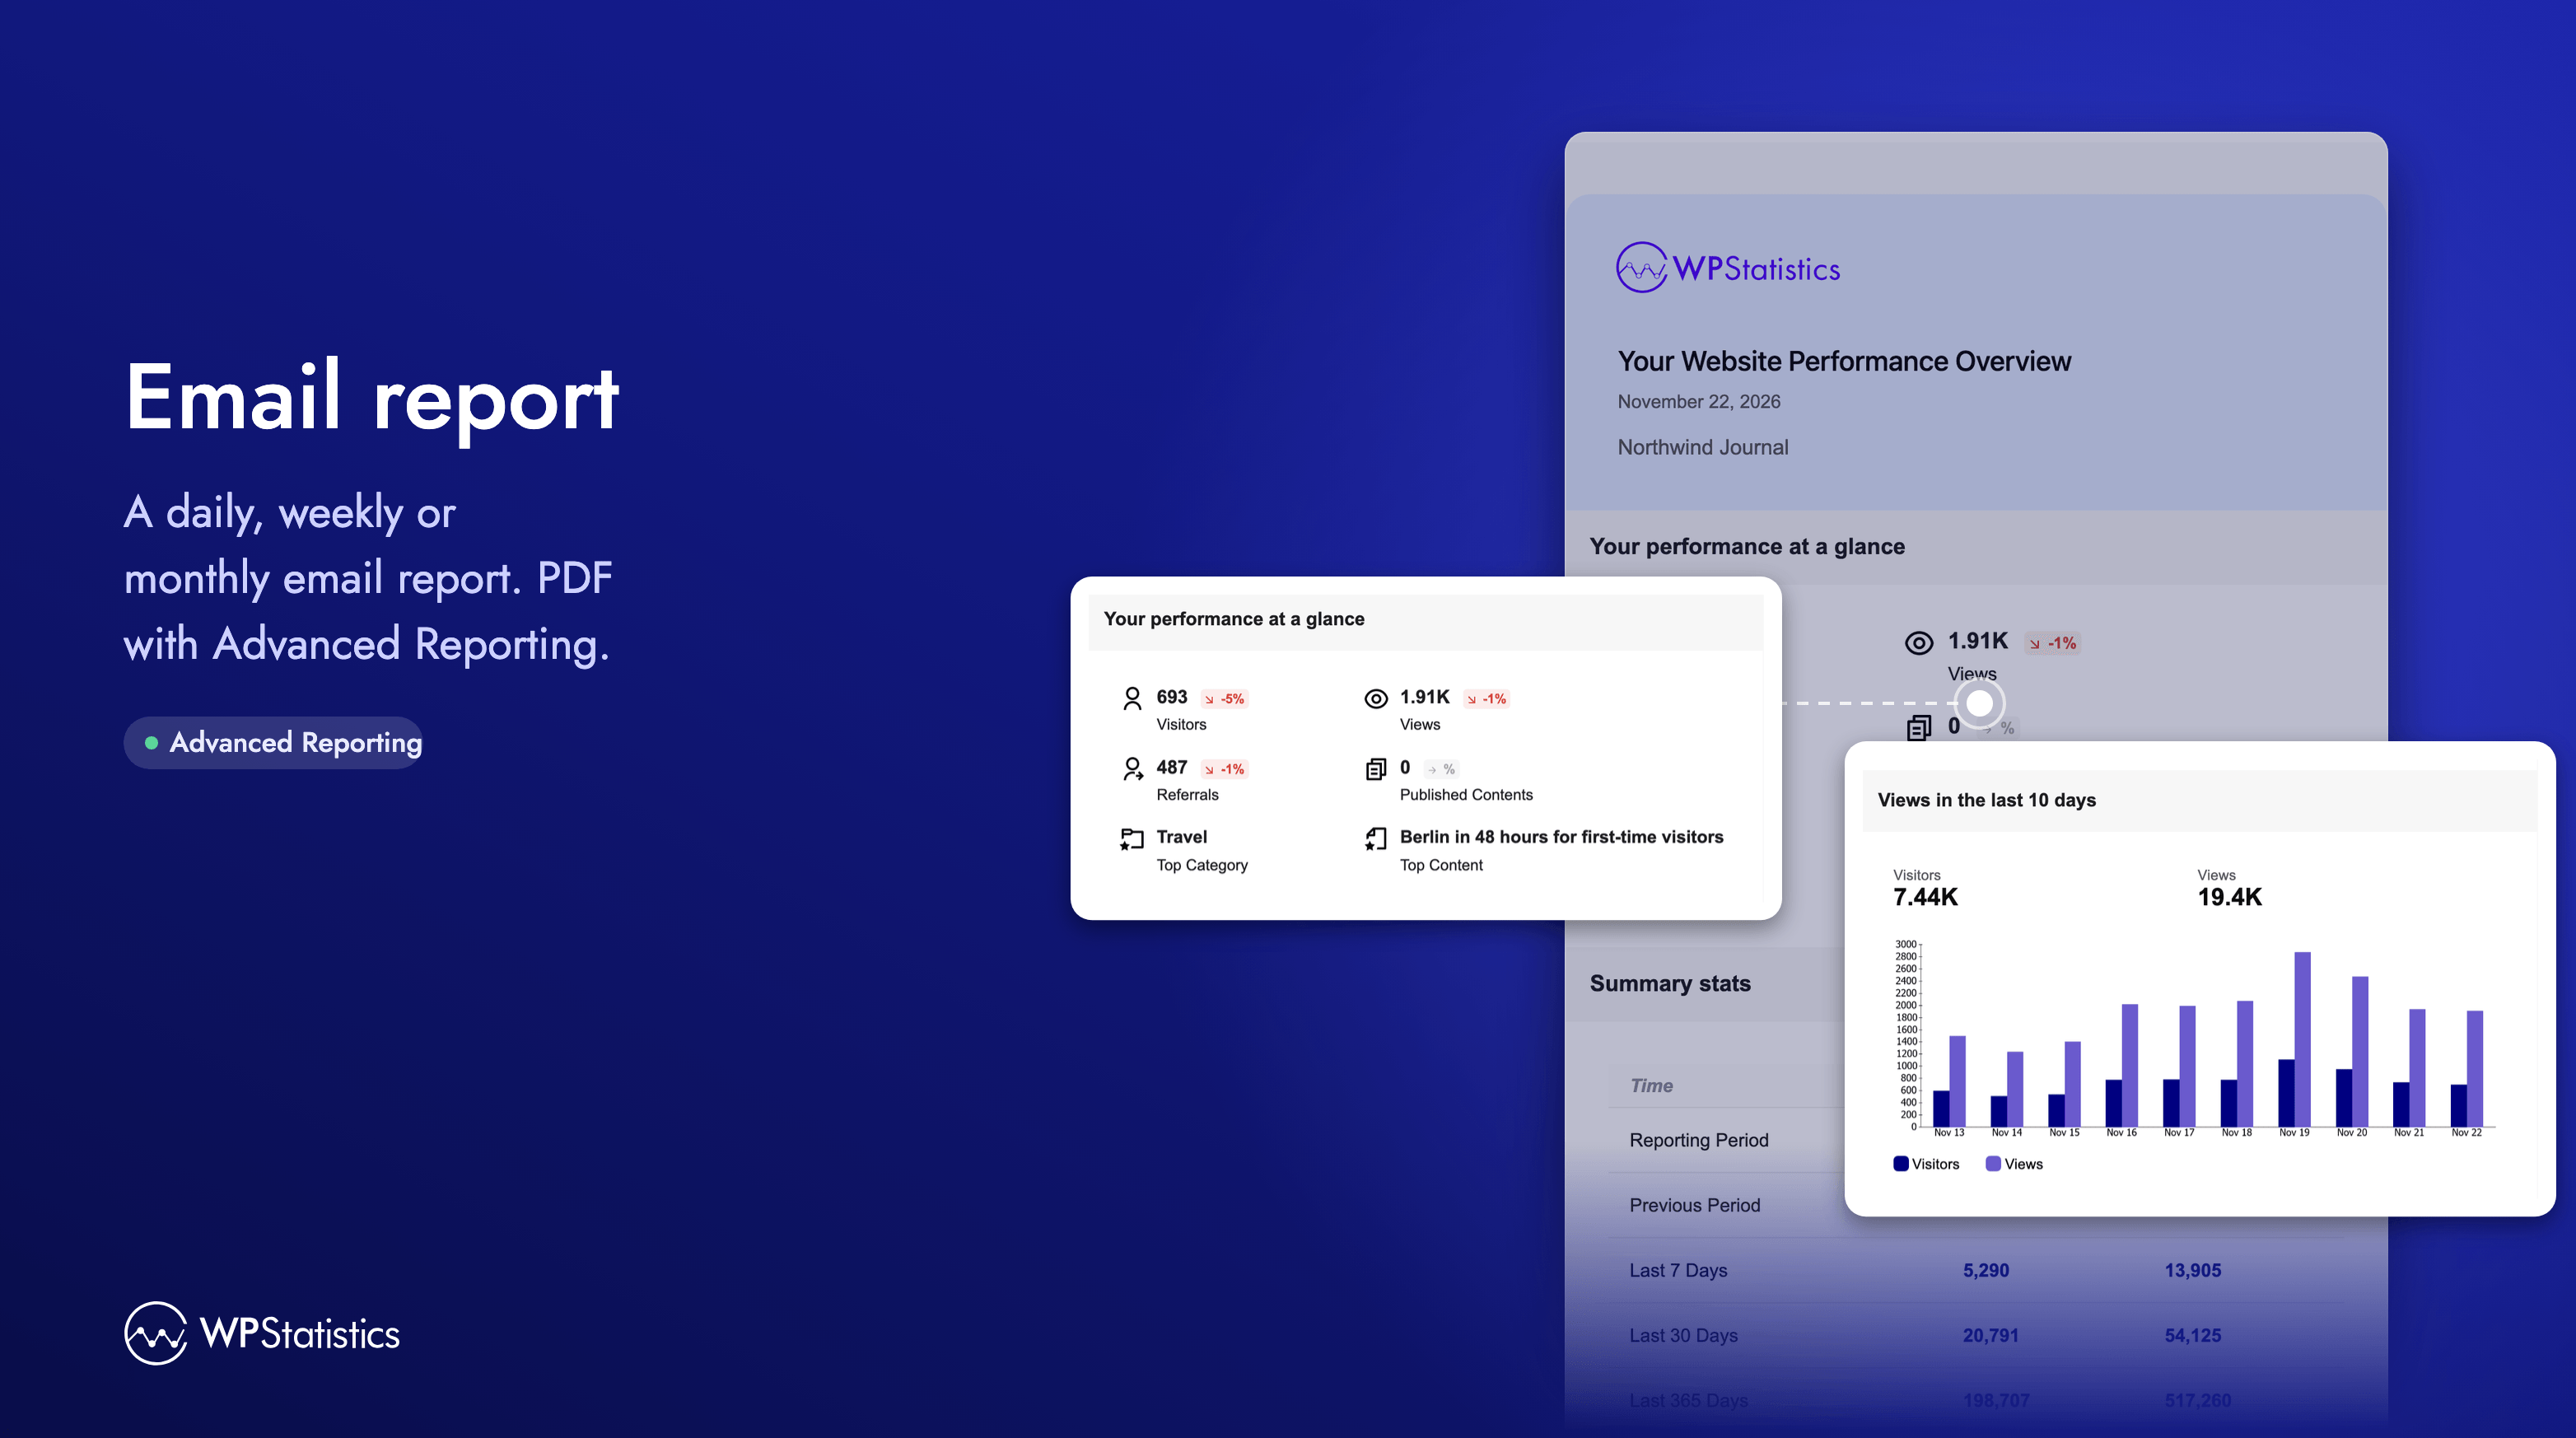 Email report
A daily, weekly or
monthly email report. PDF
with Advanced Reporting.
Advanced Reporting
WPStatistics
WPStatistics
Your Website Performance Overview
November 22, 2026
Northwind Journal
Your performance at a glance
1.91K -1%
Views
0 %
Your performance at a glance
693 -5%
Visitors
1.91K -1%
Views
487 -1%
Referrals
0 %
Published Contents
Travel
Top Category
Berlin in 48 hours for first-time visitors
Top Content
Summary stats
Time
Reporting Period
Previous Period
Last 7 Days 5,290 13,905
Last 30 Days 20,791 54,125
Last 365 Days 198,707 517,260
Views in the last 10 days
Visitors
7.44K
Views
19.4K
3000
2800
2600
2400
2200
2000
1800
1600
1400
1200
1000
800
600
400
200
0
Nov 13 Nov 14 Nov 15 Nov 16 Nov 17 Nov 18 Nov 19 Nov 20 Nov 21 Nov 22
Visitors Views